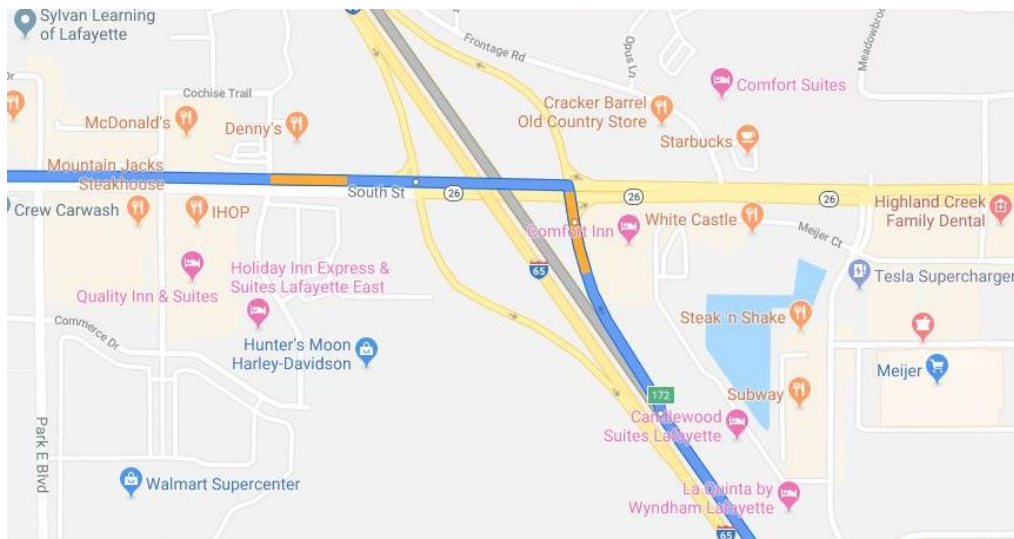 Sylvan Learning
of Lafayette
Frontage Rd
Opus Ln
Meadowbro
Dr
Cochise Trail
Comfort Suites
McDonald's
Denny's
Cracker Barrel
Old Country Store
Starbucks
Mountain Jacks
Steakhouse
South St
26
26
26
Crew Carwash
IHOP
Comfort Inn
White Castle
Highland Creek
Family Dental
Meijer Ct
Quality Inn & Suites
Holiday Inn Express &
Suites Lafayette East
65
Tesla Supercharger
Commerce Dr
Hunter's Moon
Harley-Davidson
Steak 'n Shake
Meijer
172
Subway
Candlewood
Suites Lafayette
Park E Blvd
Walmart Supercenter
La Quinta by
Wyndham Lafayette
65